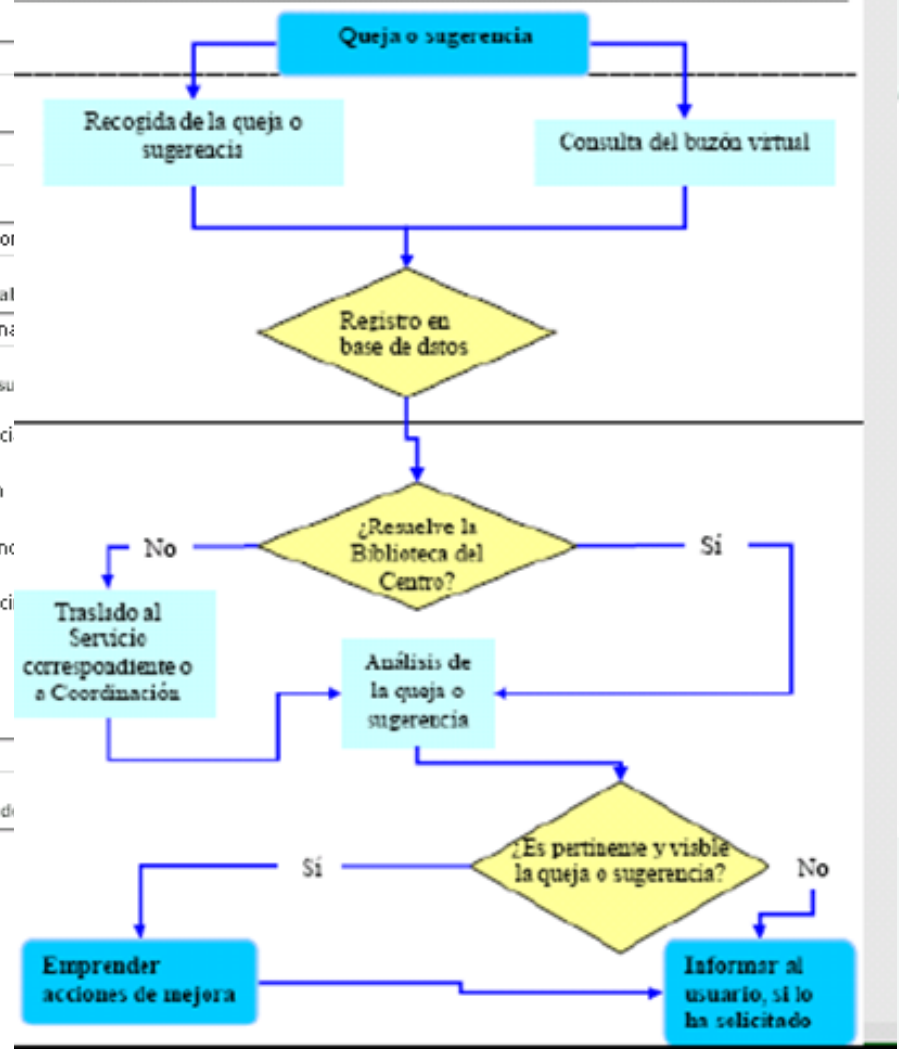 Queja o sugerencia
Recogida de la queja o
sugerencia
Consulta del buzón virtual
Registro en
base de datos
¿Resuelve la
Biblioteca del
Centro?
No
Sí
Traslado al
Servicio
correspondiente o
a Coordinación
Análisis de
la queja o
sugerencia
¿Es pertinente y viable
la queja o sugerencia?
Sí
No
Emprender
acciones de mejora
Informar al
usuario, si lo
ha solicitado